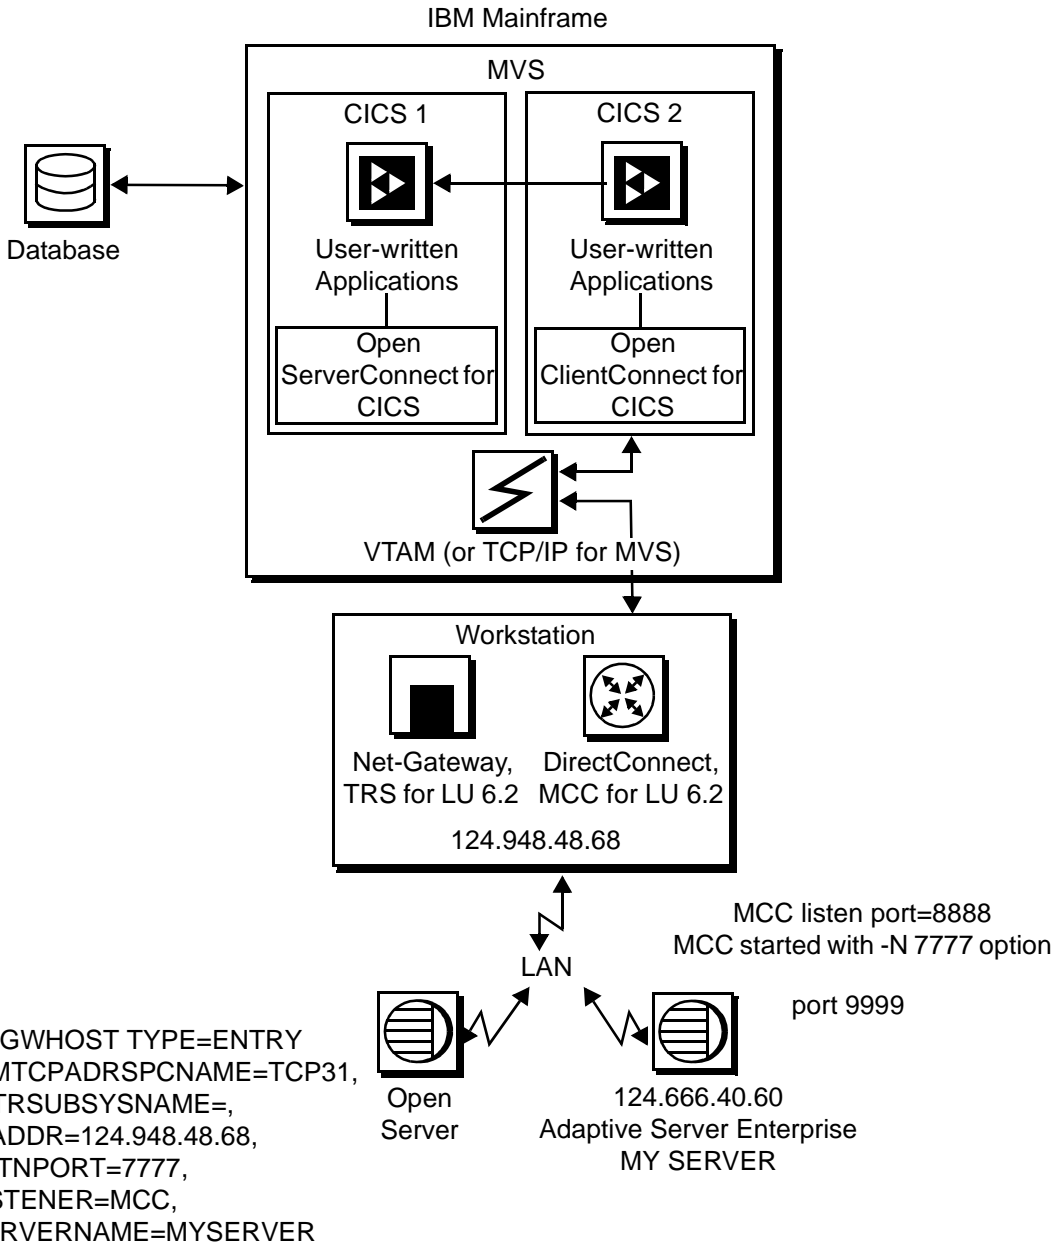 IBM Mainframe
MVS
CICS 1
CICS 2
Database
User-written
Applications
User-written
Applications
Open
ServerConnect for
CICS
Open
ClientConnect for
CICS
VTAM (or TCP/IP for MVS)
Workstation
Net-Gateway,
TRS for LU 6.2
DirectConnect,
MCC for LU 6.2
124.948.48.68
MCC listen port=8888
MCC started with -N 7777 option
LAN
port 9999
Open
Server
124.666.40.60
Adaptive Server Enterprise
MY SERVER
GWHOST TYPE=ENTRY
MTCPADRSPCNAME=TCP31,
TRSUBSYSNAME=,
ADDR=124.948.48.68,
TNPORT=7777,
STENER=MCC,
RVERNAME=MYSERVER